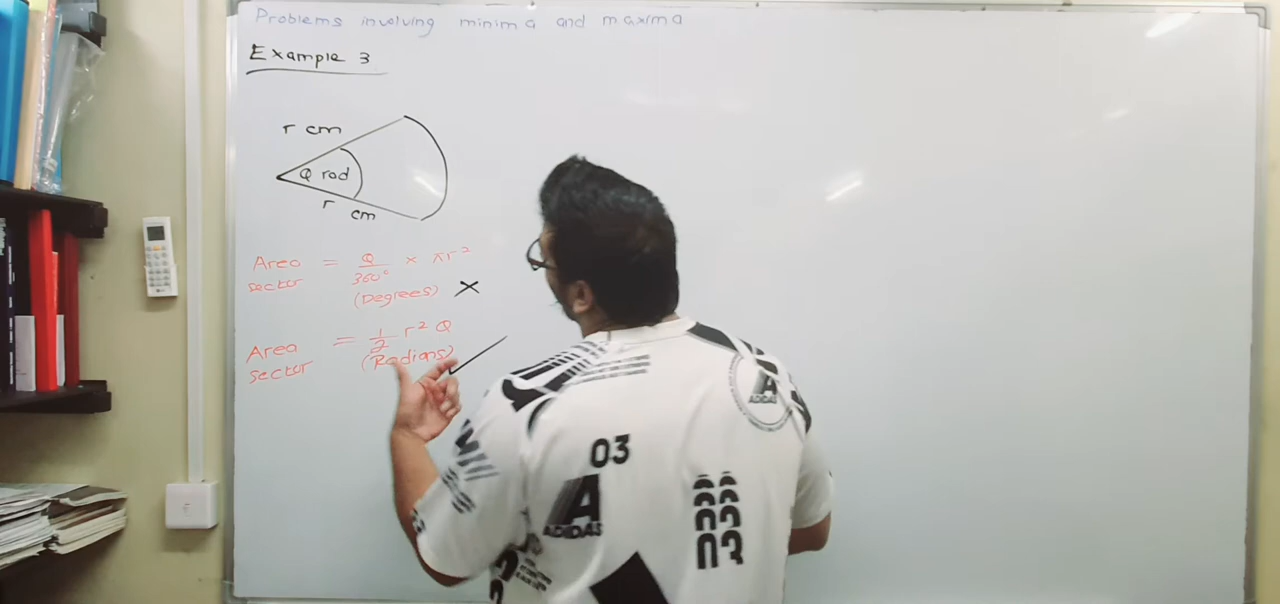 Problems involving minima and maxima
Example 3
r cm
Q rad
r cm
Area sector = Q/360° × πr²
(Degrees) ×
Area sector = 1/2 r² Q
(Radians) ✓
A
ADIDAS
03
A
ADIDAS